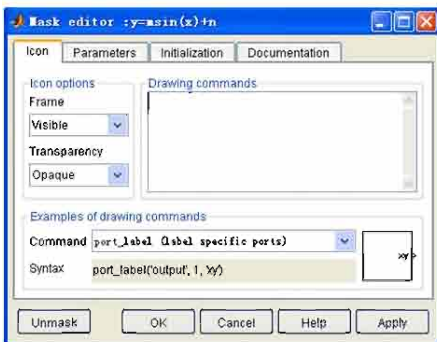 Mask editor :y=msin(x)+n
Icon Parameters Initialization Documentation
Icon options
Frame
Visible
Transparency
Opaque
Drawing commands
Examples of drawing commands
Command port_label (label specific ports)
xy
Syntax port_label('output', 1, 'xy')
Unmask OK Cancel Help Apply